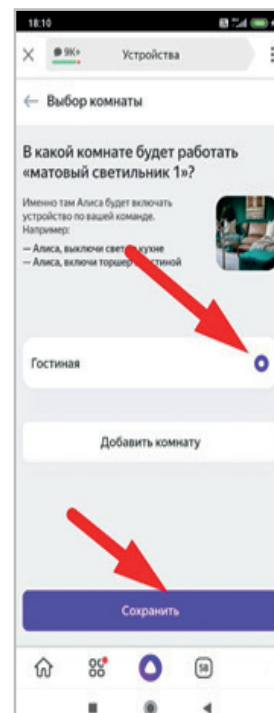 18:10
9K+ Устройства
Выбор комнаты
В какой комнате будет работать
«матовый светильник 1»?
Именно там Алиса будет включать
устройство по вашей команде.
Например:
— Алиса, выключи свет кухне
— Алиса, включи торшер гостиной
Гостиная
Добавить комнату
Сохранить
58